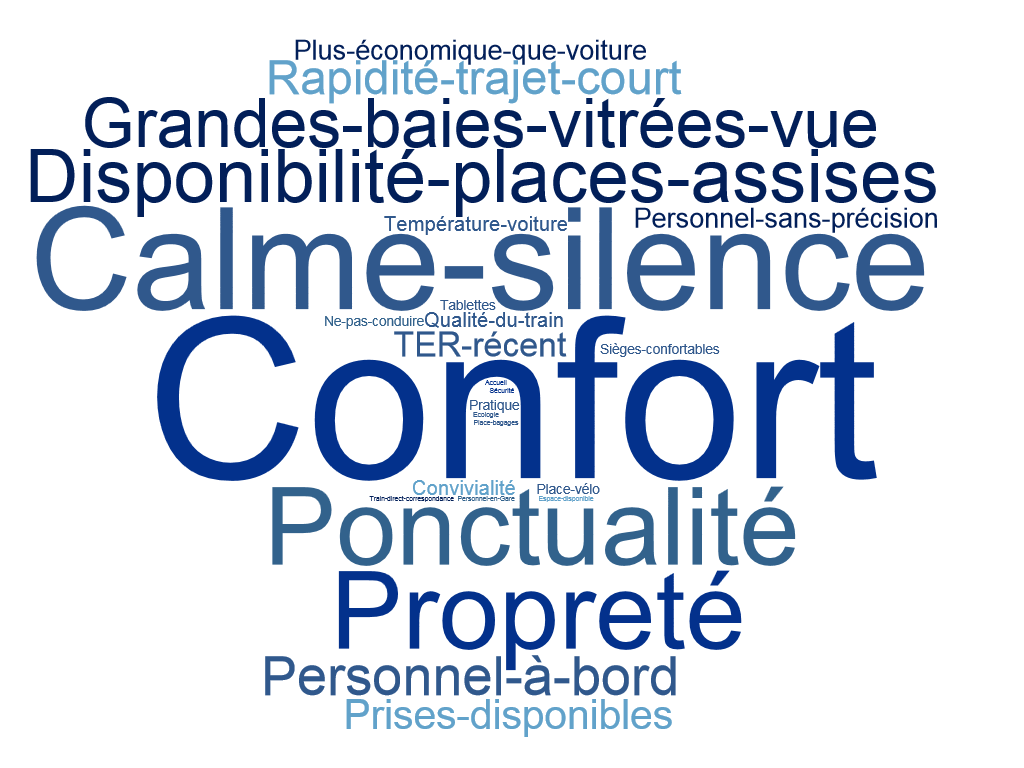 Plus-économique-que-voiture
Rapidité-trajet-court
Grandes-baies-vitrées-vue
Disponibilité-places-assises
Personnel-sans-précision
Température-voiture
Calme-silence
Tablettes
Ne-pas-conduire
Qualité-du-train
TER-récent
Sièges-confortables
Confort
Accueil
Sécurité
Pratique
Ecologie
Place-bagages
Convivialité
Place-vélo
Train-direct-correspondance
Personnel-en-Gare
Espace-disponible
Ponctualité
Propreté
Personnel-à-bord
Prises-disponibles